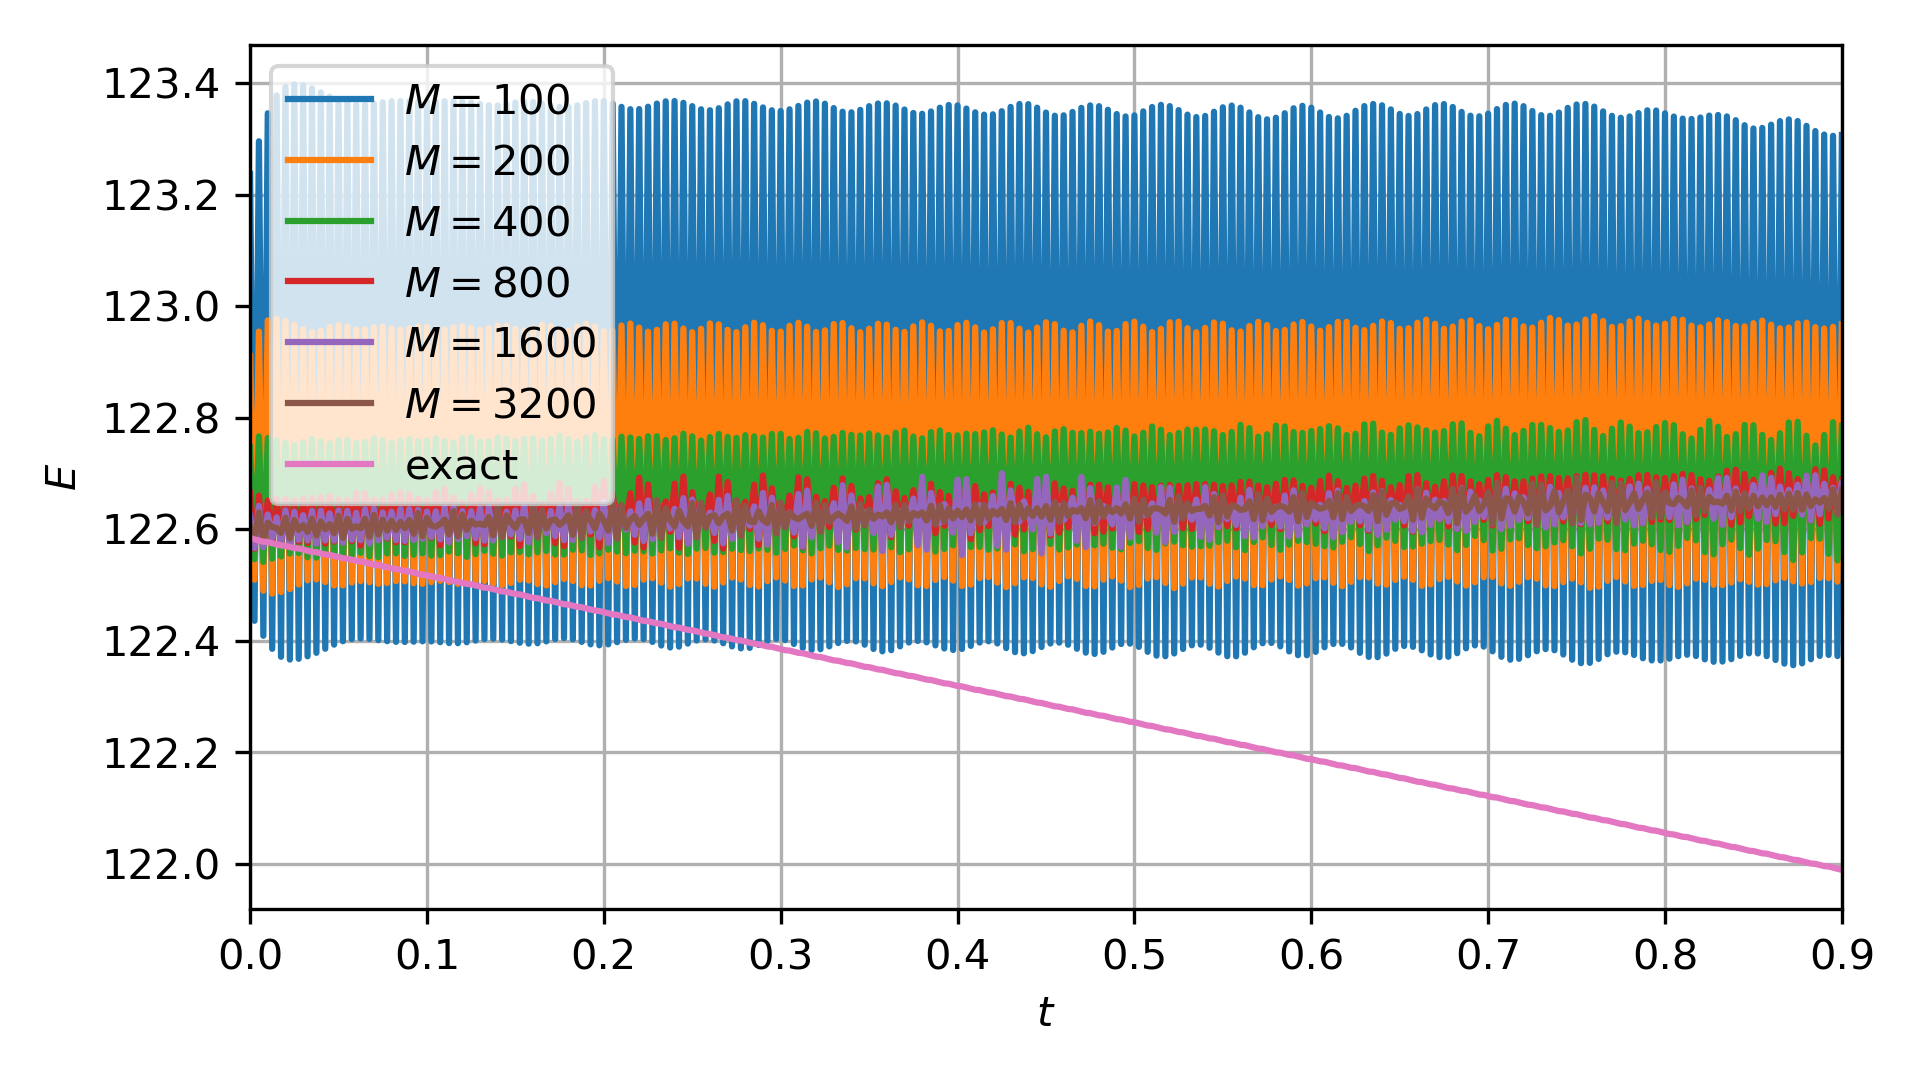 123.4
123.2
123.0
122.8
122.6
122.4
122.2
122.0
E
M = 100
M = 200
M = 400
M = 800
M = 1600
M = 3200
exact
0.0 0.1 0.2 0.3 0.4 0.5 0.6 0.7 0.8 0.9
t